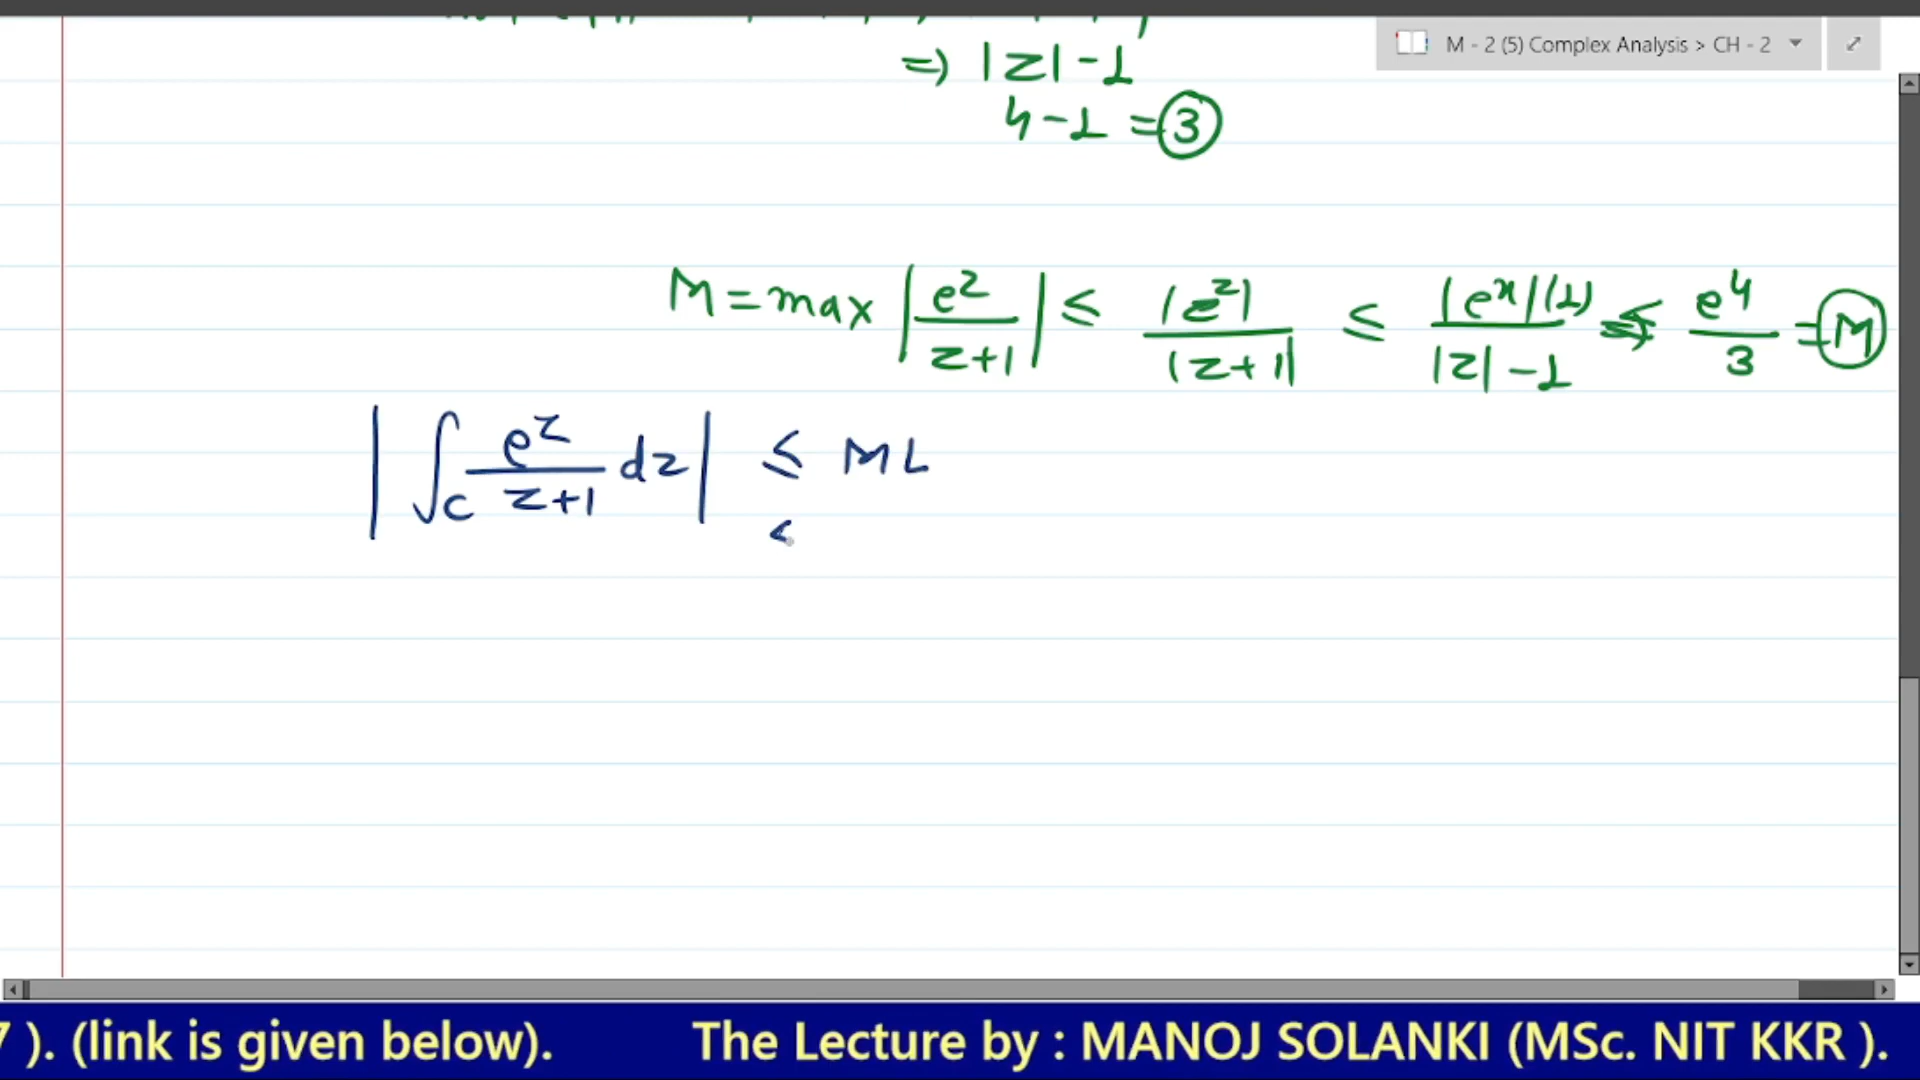 M - 2 (5) Complex Analysis > CH - 2
=) |z| - 1
4 - 1 = 3
M = max |e^z / z+1| ≤ |e^z| / |z+1| ≤ |e^x|(1) / |z| - 1 ≤ e^4 / 3 = M
|∫_C e^z / z+1 dz| ≤ ML
<
7 ). (link is given below). The Lecture by : MANOJ SOLANKI (MSc. NIT KKR ).